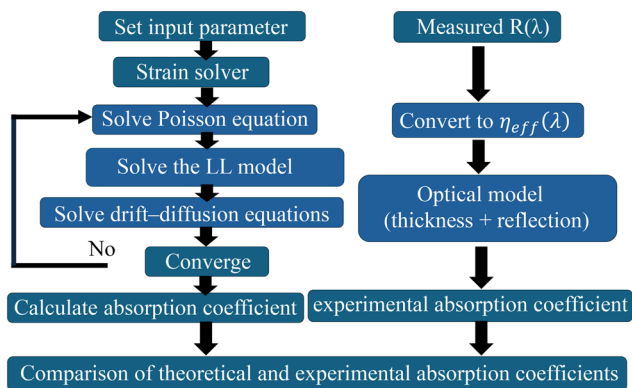 Set input parameter
Strain solver
Solve Poisson equation
Solve the LL model
Solve drift–diffusion equations
No
Converge
Calculate absorption coefficient
Measured R(λ)
Convert to η_eff(λ)
Optical model
(thickness + reflection)
experimental absorption coefficient
Comparison of theoretical and experimental absorption coefficients